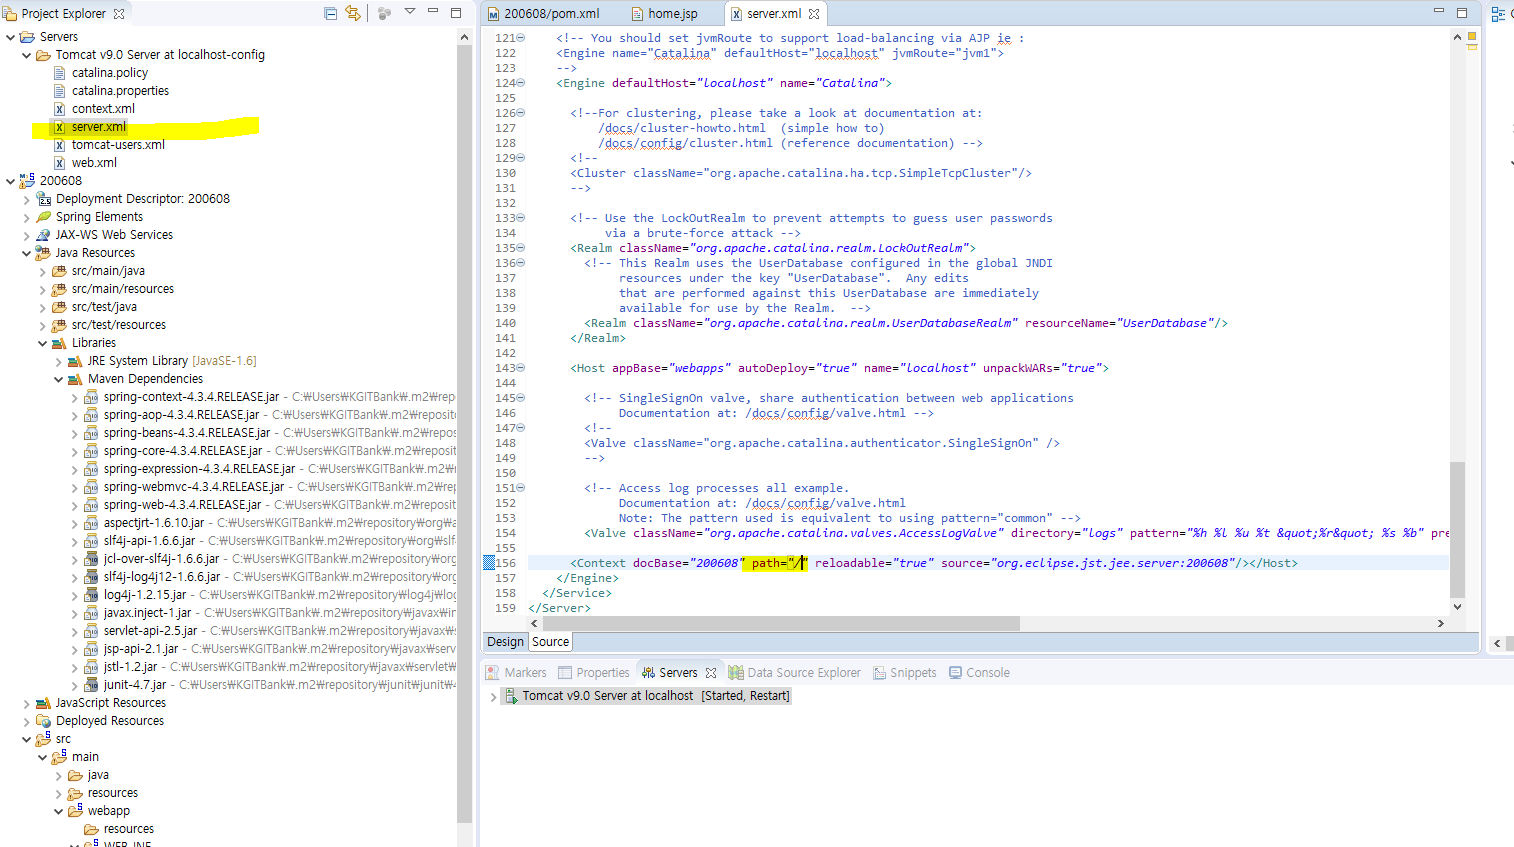 Project Explorer
Servers
Tomcat v9.0 Server at localhost-config
catalina.policy
catalina.properties
context.xml
server.xml
tomcat-users.xml
web.xml
200608
Deployment Descriptor: 200608
Spring Elements
JAX-WS Web Services
Java Resources
src/main/java
src/main/resources
src/test/java
src/test/resources
Libraries
JRE System Library [JavaSE-1.6]
Maven Dependencies
spring-context-4.3.4.RELEASE.jar - C:₩Users₩KGITBank₩.m2₩rep
spring-aop-4.3.4.RELEASE.jar - C:₩Users₩KGITBank₩.m2₩reposito
spring-beans-4.3.4.RELEASE.jar - C:₩Users₩KGITBank₩.m2₩repos
spring-core-4.3.4.RELEASE.jar - C:₩Users₩KGITBank₩.m2₩reposit
spring-expression-4.3.4.RELEASE.jar - C:₩Users₩KGITBank₩.m2₩
spring-webmvc-4.3.4.RELEASE.jar - C:₩Users₩KGITBank₩.m2₩rep
spring-web-4.3.4.RELEASE.jar - C:₩Users₩KGITBank₩.m2₩reposit
aspectjrt-1.6.10.jar - C:₩Users₩KGITBank₩.m2₩repository₩org₩a
slf4j-api-1.6.6.jar - C:₩Users₩KGITBank₩.m2₩repository₩org₩slf
jcl-over-slf4j-1.6.6.jar - C:₩Users₩KGITBank₩.m2₩repository₩org
slf4j-log4j12-1.6.6.jar - C:₩Users₩KGITBank₩.m2₩repository₩org
log4j-1.2.15.jar - C:₩Users₩KGITBank₩.m2₩repository₩log4j₩log
javax.inject-1.jar - C:₩Users₩KGITBank₩.m2₩repository₩javax₩in
servlet-api-2.5.jar - C:₩Users₩KGITBank₩.m2₩repository₩javax₩s
jsp-api-2.1.jar - C:₩Users₩KGITBank₩.m2₩repository₩javax₩serv
jstl-1.2.jar - C:₩Users₩KGITBank₩.m2₩repository₩javax₩servlet₩
junit-4.7.jar - C:₩Users₩KGITBank₩.m2₩repository₩junit₩junit₩4
JavaScript Resources
Deployed Resources
src
main
java
resources
webapp
resources
WEB-INF
200608/pom.xml home.jsp server.xml
121 <!-- You should set jvmRoute to support load-balancing via AJP ie :
122 <Engine name="Catalina" defaultHost="localhost" jvmRoute="jvm1">
123 -->
124 <Engine defaultHost="localhost" name="Catalina">
125
126 <!--For clustering, please take a look at documentation at:
127 /docs/cluster-howto.html (simple how to)
128 /docs/config/cluster.html (reference documentation) -->
129 <!--
130 <Cluster className="org.apache.catalina.ha.tcp.SimpleTcpCluster"/>
131 -->
132
133 <!-- Use the LockOutRealm to prevent attempts to guess user passwords
134 via a brute-force attack -->
135 <Realm className="org.apache.catalina.realm.LockOutRealm">
136 <!-- This Realm uses the UserDatabase configured in the global JNDI
137 resources under the key "UserDatabase". Any edits
138 that are performed against this UserDatabase are immediately
139 available for use by the Realm. -->
140 <Realm className="org.apache.catalina.realm.UserDatabaseRealm" resourceName="UserDatabase"/>
141 </Realm>
142
143 <Host appBase="webapps" autoDeploy="true" name="localhost" unpackWARs="true">
144
145 <!-- SingleSignOn valve, share authentication between web applications
146 Documentation at: /docs/config/valve.html -->
147 <!--
148 <Valve className="org.apache.catalina.authenticator.SingleSignOn" />
149 -->
150
151 <!-- Access log processes all example.
152 Documentation at: /docs/config/valve.html
153 Note: The pattern used is equivalent to using pattern="common" -->
154 <Valve className="org.apache.catalina.valves.AccessLogValve" directory="logs" pattern="%h %l %u %t &quot;%r&quot; %s %b" pre
155
156 <Context docBase="200608" path="/" reloadable="true" source="org.eclipse.jst.jee.server:200608"/></Host>
157 </Engine>
158 </Service>
159 </Server>
Design Source
Markers Properties Servers Data Source Explorer Snippets Console
Tomcat v9.0 Server at localhost [Started, Restart]